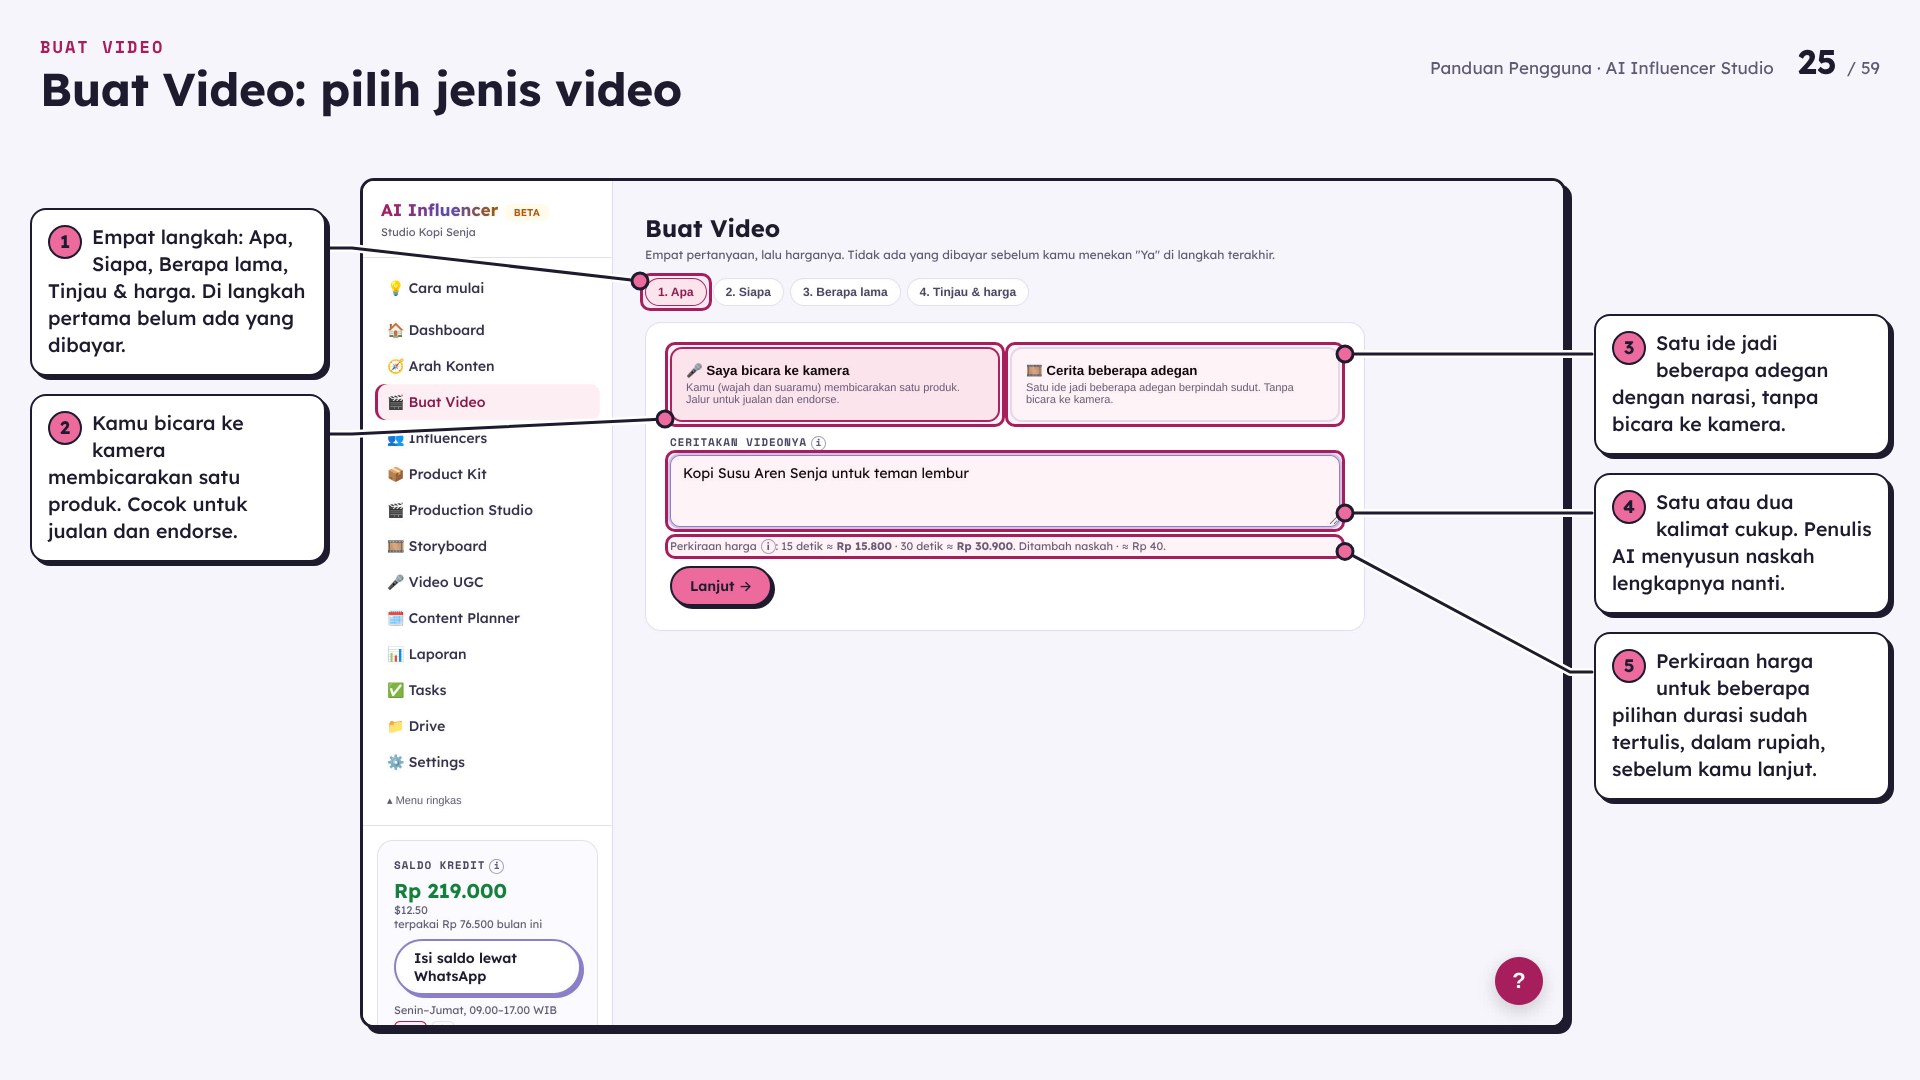 BUAT VIDEO
Buat Video: pilih jenis video
Panduan Pengguna · AI Influencer Studio 25 / 59
1 Empat langkah: Apa,
Siapa, Berapa lama,
Tinjau & harga. Di langkah
pertama belum ada yang
dibayar.
2 Kamu bicara ke
kamera
membicarakan satu
produk. Cocok untuk
jualan dan endorse.
AI Influencer BETA
Studio Kopi Senja
💡 Cara mulai
🏠 Dashboard
🧭 Arah Konten
🎬 Buat Video
👥 Influencers
📦 Product Kit
🎬 Production Studio
🎞️ Storyboard
🎤 Video UGC
🗓️ Content Planner
📊 Laporan
✅ Tasks
📁 Drive
⚙️ Settings
▴ Menu ringkas
SALDO KREDIT i
Rp 219.000
$12.50
terpakai Rp 76.500 bulan ini
Isi saldo lewat
WhatsApp
Senin–Jumat, 09.00–17.00 WIB
Buat Video
Empat pertanyaan, lalu harganya. Tidak ada yang dibayar sebelum kamu menekan "Ya" di langkah terakhir.
1. Apa 2. Siapa 3. Berapa lama 4. Tinjau & harga
🎤 Saya bicara ke kamera
Kamu (wajah dan suaramu) membicarakan satu produk.
Jalur untuk jualan dan endorse.
🎞️ Cerita beberapa adegan
Satu ide jadi beberapa adegan berpindah sudut. Tanpa
bicara ke kamera.
CERITAKAN VIDEONYA i
Kopi Susu Aren Senja untuk teman lembur
Perkiraan harga i: 15 detik ≈ Rp 15.800 · 30 detik ≈ Rp 30.900. Ditambah naskah · ≈ Rp 40.
Lanjut →
?
3 Satu ide jadi
beberapa adegan
dengan narasi, tanpa
bicara ke kamera.
4 Satu atau dua
kalimat cukup. Penulis
AI menyusun naskah
lengkapnya nanti.
5 Perkiraan harga
untuk beberapa
pilihan durasi sudah
tertulis, dalam rupiah,
sebelum kamu lanjut.